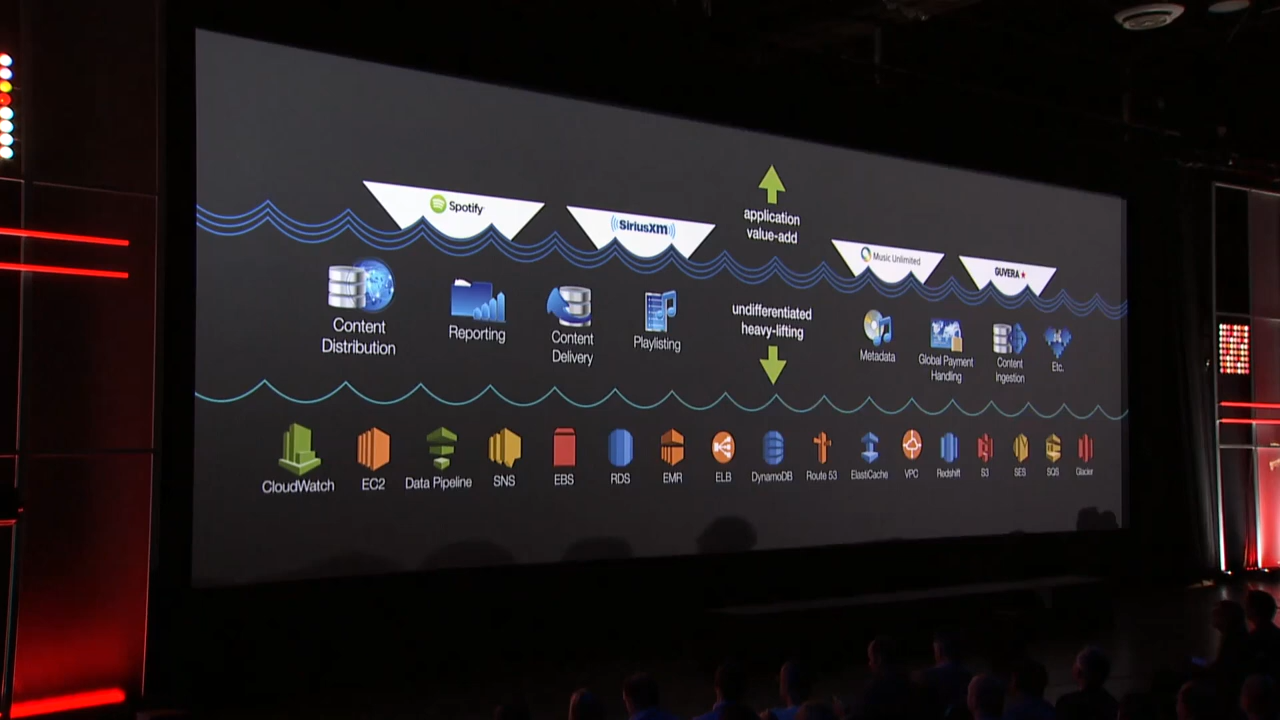 Spotify
SiriusXM
application
value-add
Music Unlimited
GUVERA
Content
Distribution
Reporting
Content
Delivery
Playlisting
undifferentiated
heavy-lifting
Metadata
Global Payment
Handling
Content
Ingestion
Etc.
CloudWatch
EC2
Data Pipeline
SNS
EBS
RDS
EMR
ELB
DynamoDB
Route 53
ElastiCache
VPC
Redshift
S3
SES
SQS
Glacier